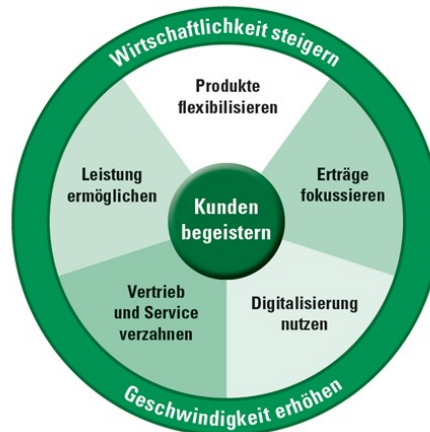 Wirtschaftlichkeit steigern
Produkte
flexibilisieren
Leistung
ermöglichen
Erträge
fokussieren
Kunden
begeistern
Vertrieb
und Service
verzahnen
Digitalisierung
nutzen
Geschwindigkeit erhöhen